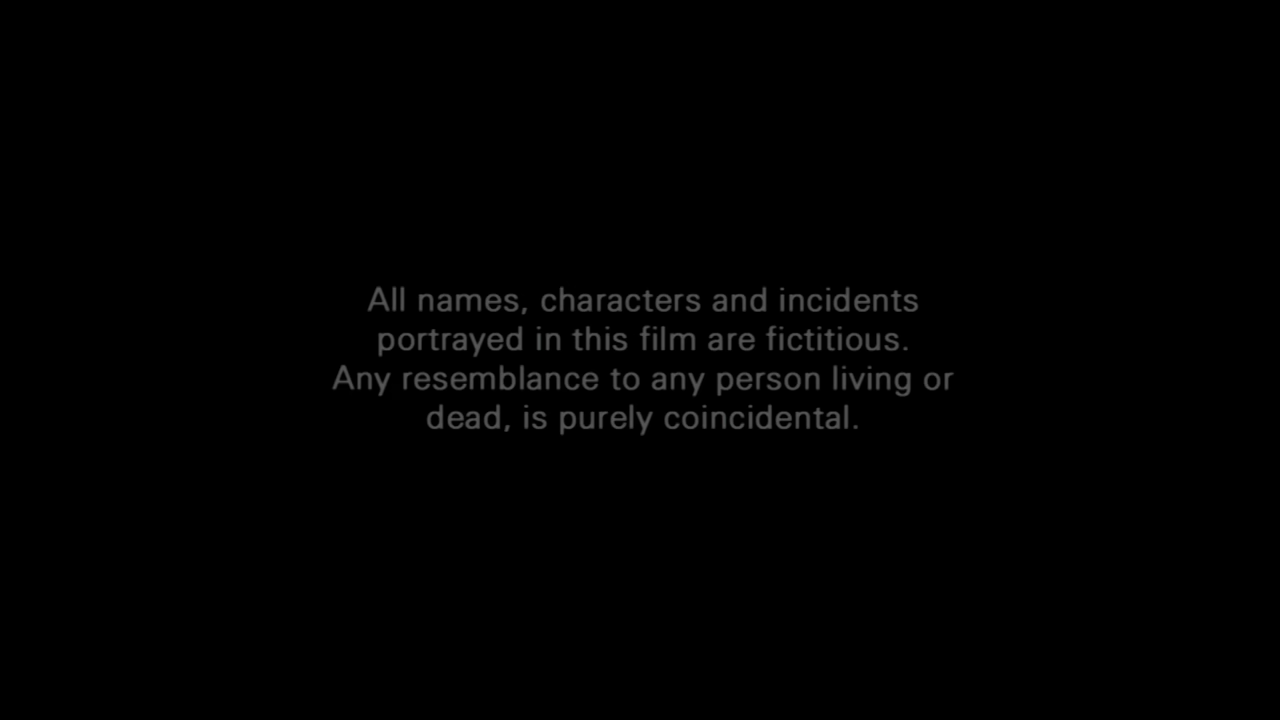 All names, characters and incidents
portrayed in this film are fictitious.
Any resemblance to any person living or
dead, is purely coincidental.